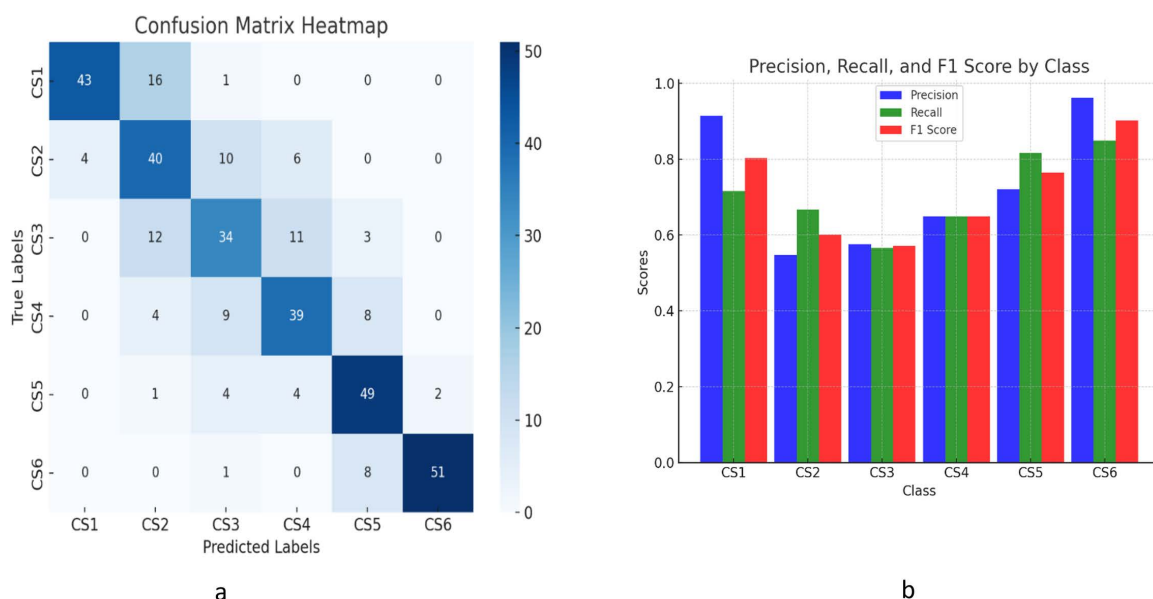 Confusion Matrix Heatmap
CS1 43 16 1 0 0 0
CS2 4 40 10 6 0 0
CS3 0 12 34 11 3 0
CS4 0 4 9 39 8 0
CS5 0 1 4 4 49 2
CS6 0 0 1 0 8 51
CS1 CS2 CS3 CS4 CS5 CS6
Predicted Labels
True Labels
50
40
30
20
10
0
a
Precision, Recall, and F1 Score by Class
Precision
Recall
F1 Score
1.0
0.8
0.6
0.4
0.2
0.0
Scores
CS1 CS2 CS3 CS4 CS5 CS6
Class
b